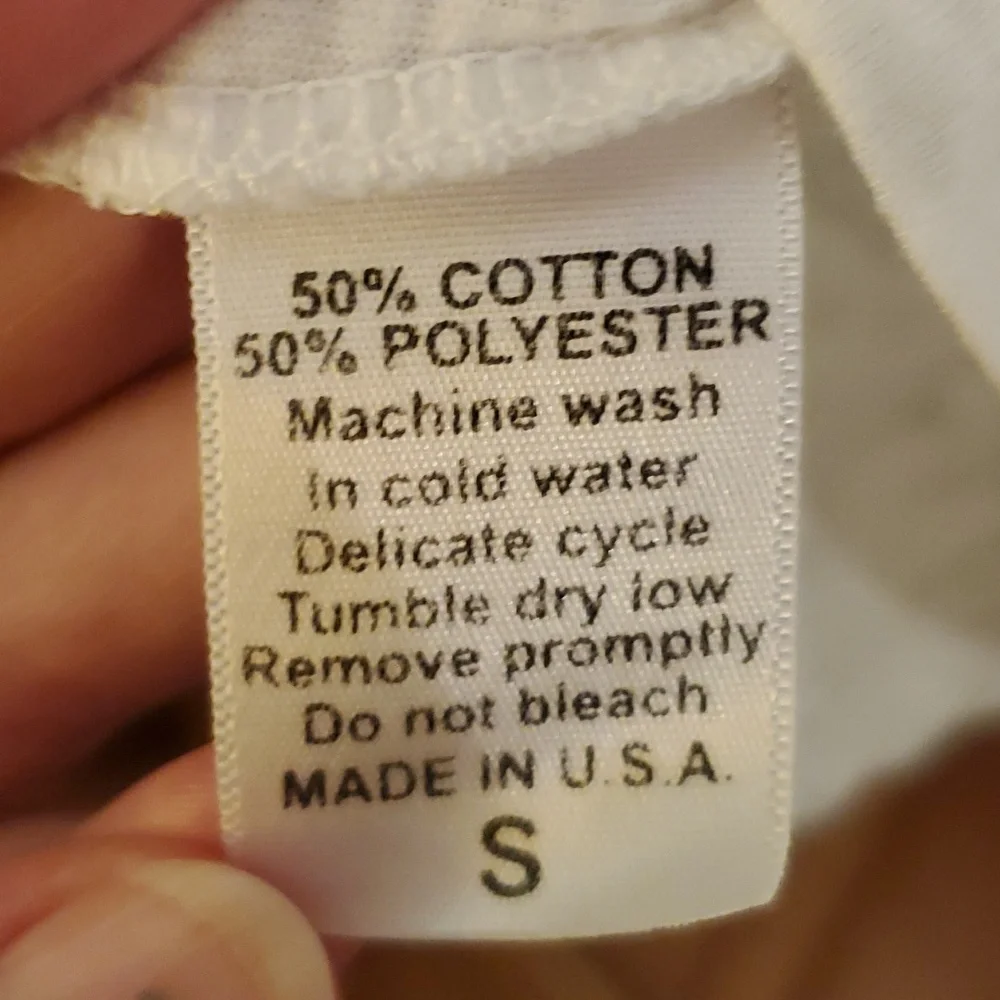 50% COTTON
50% POLYESTER
Machine wash
In cold water
Delicate cycle
Tumble dry low
Remove promptly
Do not bleach
MADE IN U.S.A.
S